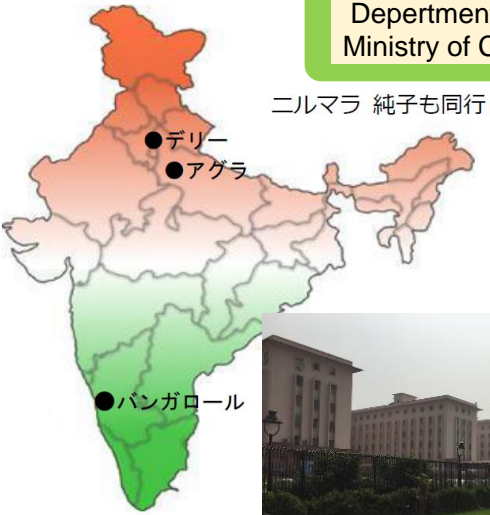 Depertment
Ministry of C
ニルマラ 純子も同行
●デリー
●アグラ
●バンガロール